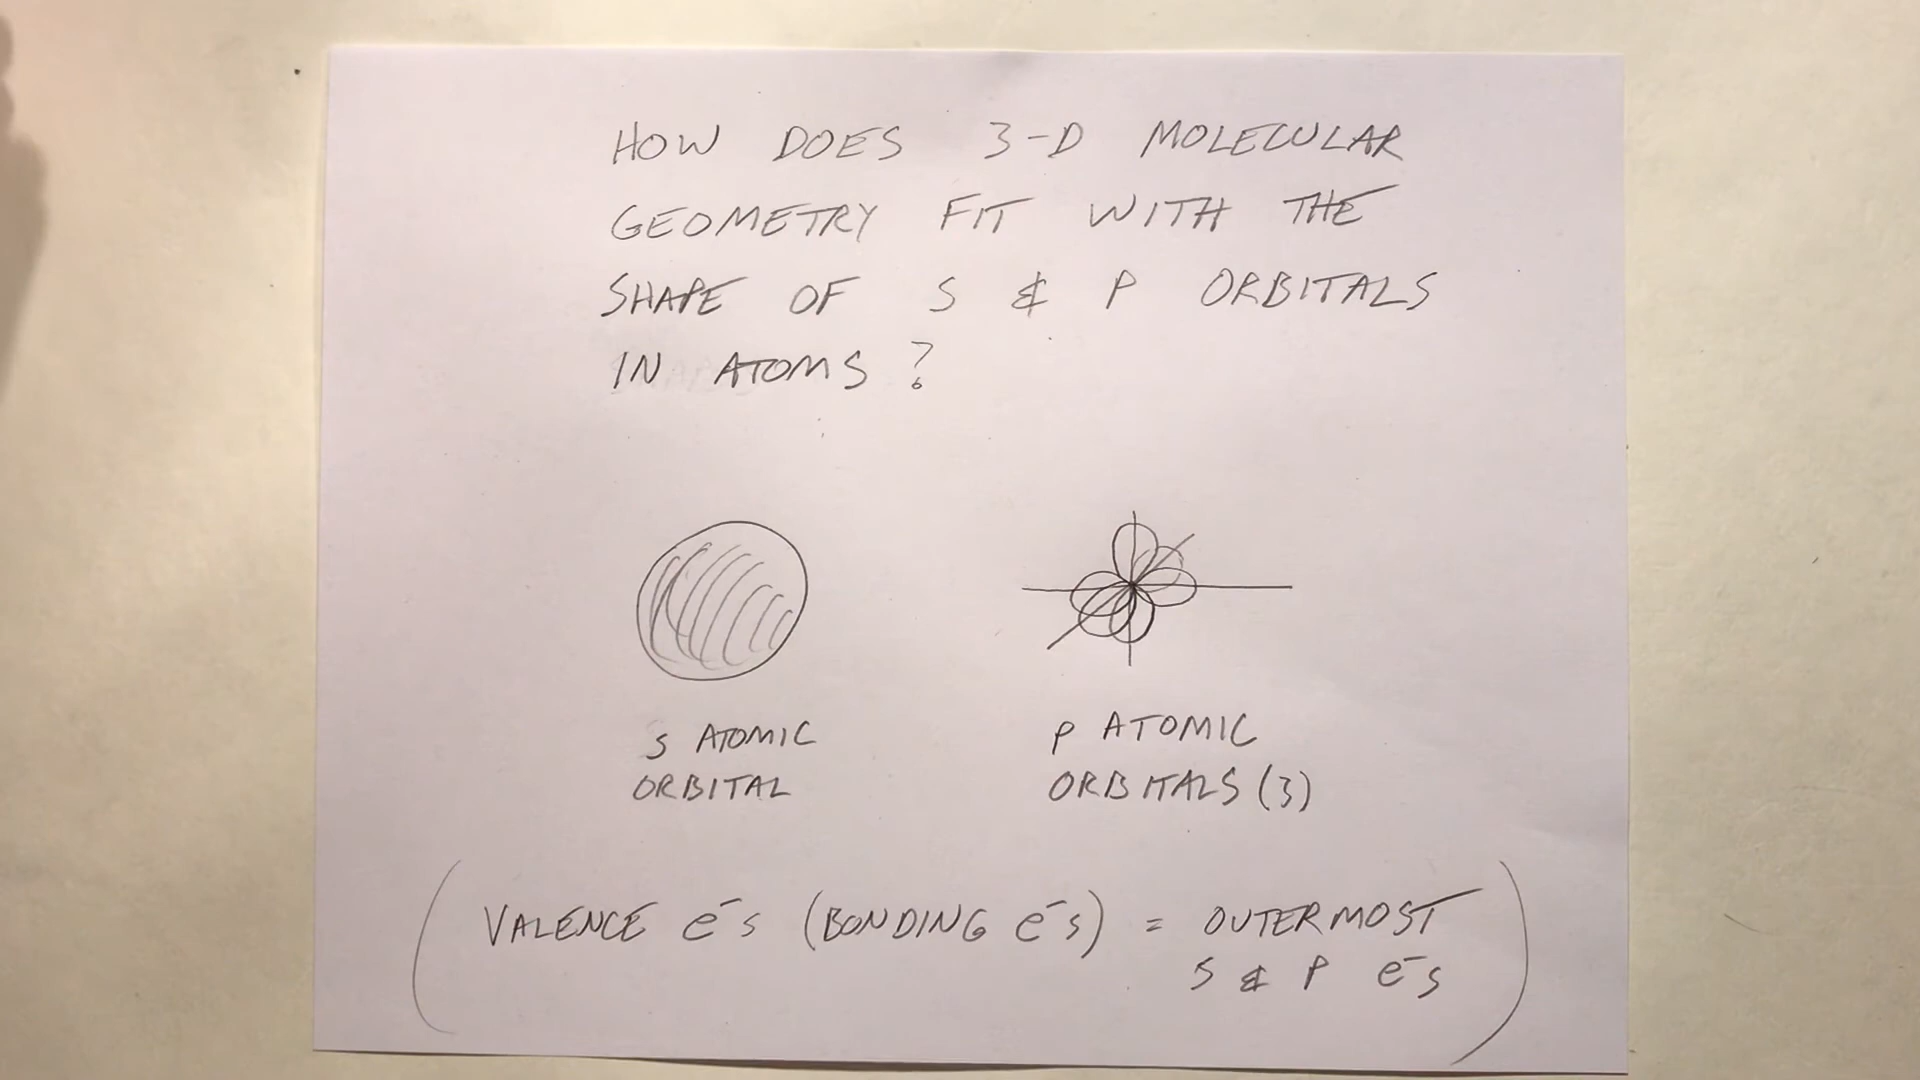 HOW DOES 3-D MOLECULAR
GEOMETRY FIT WITH THE
SHAPE OF S & P ORBITALS
IN ATOMS?
S ATOMIC
ORBITAL
P ATOMIC
ORBITALS (3)
(VALENCE e⁻s (BONDING e⁻s) = OUTERMOST
S & P e⁻s)